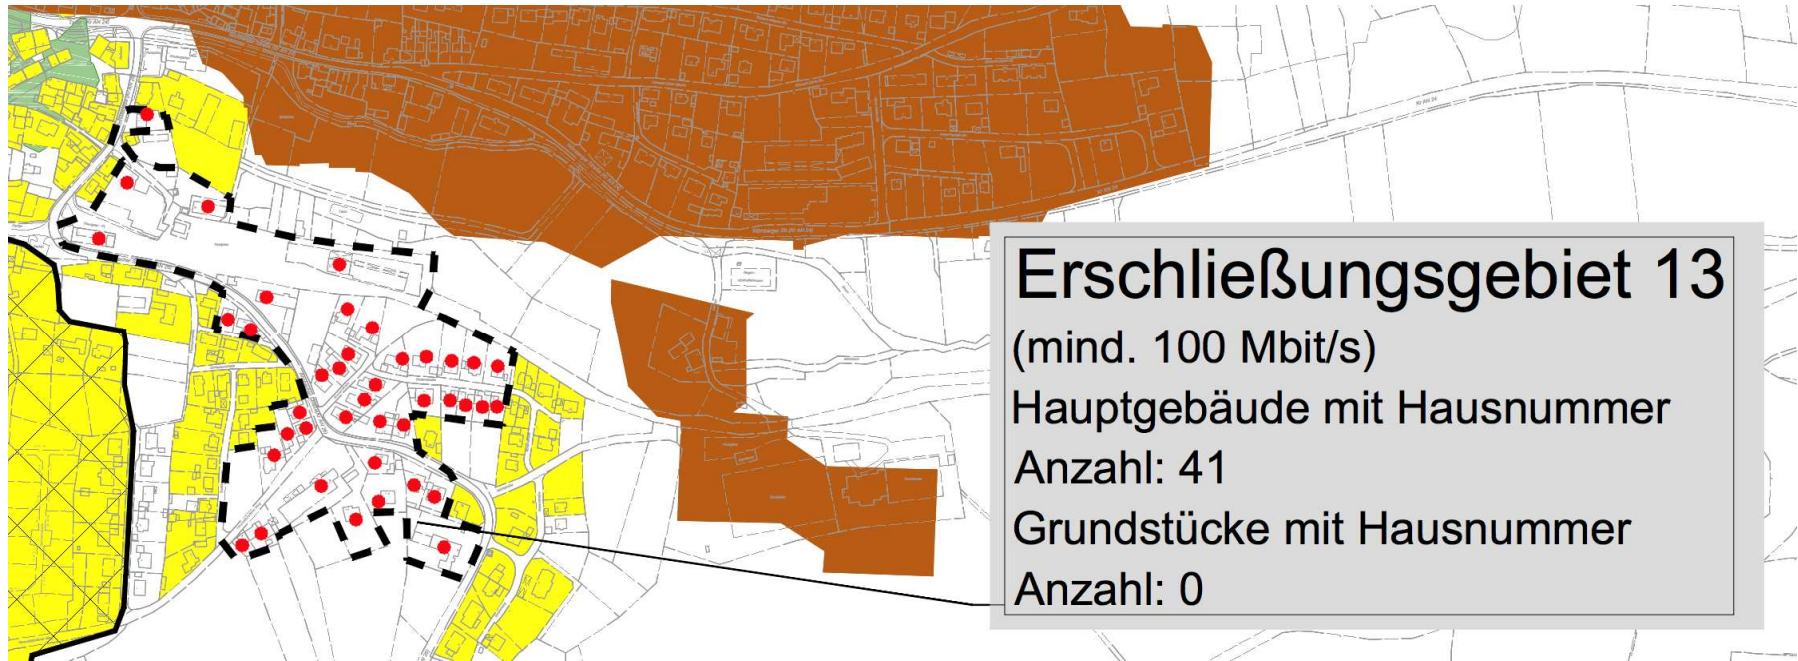 Erschließungsgebiet 13
(mind. 100 Mbit/s)
Hauptgebäude mit Hausnummer
Anzahl: 41
Grundstücke mit Hausnummer
Anzahl: 0